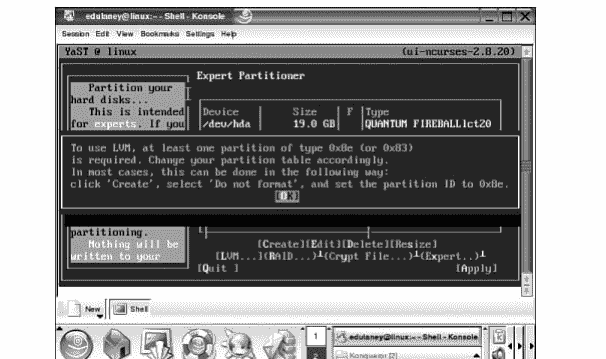 edulaney@linux:~ - Shell - Konsole
Session Edit View Bookmarks Settings Help
YaST @ linux (ui-ncurses-2.8.20)
Expert Partitioner
Partition your
hard disks...
This is intended
for experts. If you
Device Size F Type
/dev/hda 19.0 GB QUANTUM FIREBALLlct20
To use LVM, at least one partition of type 0x8e (or 0x83)
is required. Change your partition table accordingly.
In most cases, this can be done in the following way:
click 'Create', select 'Do not format', and set the partition ID to 0x8e.
[OK]
partitioning.
Nothing will be
written to your
[Create][Edit][Delete][Resize]
[LVM...](RAID...)(Crypt File...)(Expert..)
[Quit ] [Apply]
New Shell
1
edulaney@linux:~ - Shell - Konsole
2
Konqueror [2]